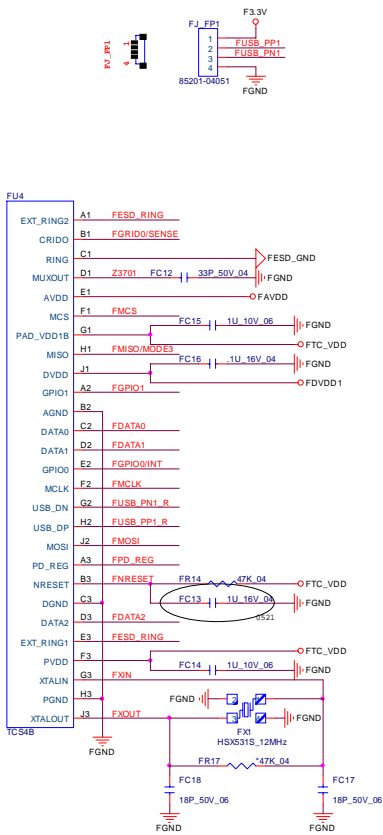 F3.3V
FJ_FP1
1
FUSB_PP1
2
FUSB_PN1
3
4
85201-04051
FGND
FJ_FP1
1
4
FU4
EXT_RING2 A1 FESD_RING
CRIDO B1 FGRID0/SENSE
RING C1 FESD_GND
MUXOUT D1 Z3701 FC12 33P_50V_04 FGND
AVDD E1 FAVDD
MCS F1 FMCS
PAD_VDD1B G1 FC15 1U_10V_06 FGND
FTC_VDD
MISO H1 FMISO/MODE3
DVDD J1 FC16 .1U_16V_04 FGND
FDVDD1
GPIO1 A2 FGPIO1
AGND B2
DATA0 C2 FDATA0
DATA1 D2 FDATA1
GPIO0 E2 FGPIO0/INT
MCLK F2 FMCLK
USB_DN G2 FUSB_PN1_R
USB_DP H2 FUSB_PP1_R
MOSI J2 FMOSI
PD_REG A3 FPD_REG
NRESET B3 FNRESET FR14 47K_04 FTC_VDD
DGND C3 FC13 1U_16V_04 FGND
0521
DATA2 D3 FDATA2
EXT_RING1 E3 FESD_RING
FTC_VDD
PVDD F3 FC14 1U_10V_06 FGND
XTALIN G3 FXIN
PGND H3 FGND 2
XTALOUT J3 FXOUT 3 FGND
TCS4B
FX1
HSX531S_12MHz
FGND
FR17 *47K_04
FC18 FC17
18P_50V_06 18P_50V_06
FGND FGND